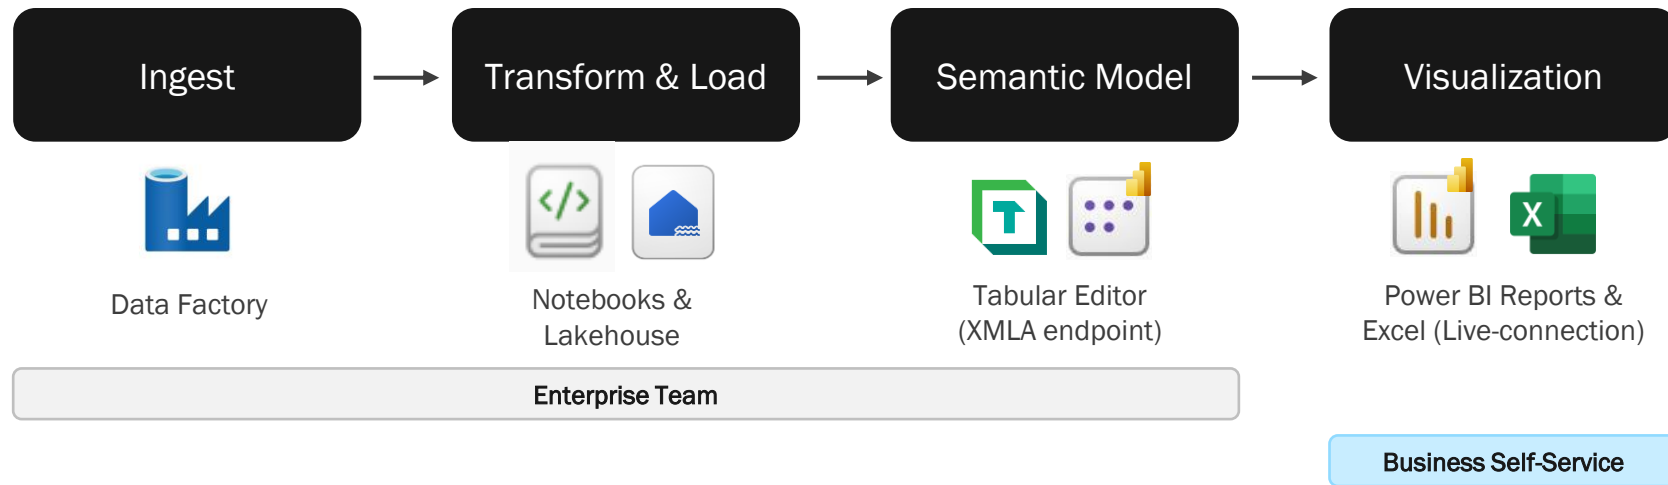 Ingest
Transform & Load
Semantic Model
Visualization
</>
T
X
Data Factory
Notebooks &
Lakehouse
Tabular Editor
(XMLA endpoint)
Power BI Reports &
Excel (Live-connection)
Enterprise Team
Business Self-Service